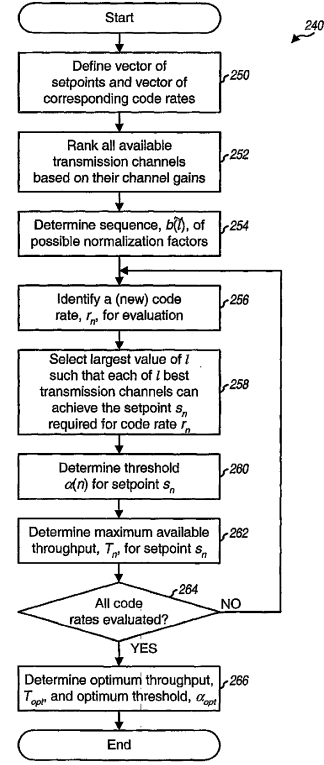 Start
240
Define vector of
setpoints and vector of
corresponding code rates
250
Rank all available
transmission channels
based on their channel gains
252
Determine sequence, b(l̃), of
possible normalization factors
254
Identify a (new) code
rate, rₙ, for evaluation
256
Select largest value of l
such that each of l best
transmission channels can
achieve the setpoint sₙ
required for code rate rₙ
258
Determine threshold
α(n) for setpoint sₙ
260
Determine maximum available
throughput, Tₙ, for setpoint sₙ
262
264
All code
rates evaluated?
NO
YES
Determine optimum throughput,
T_opt, and optimum threshold, α_opt
266
End